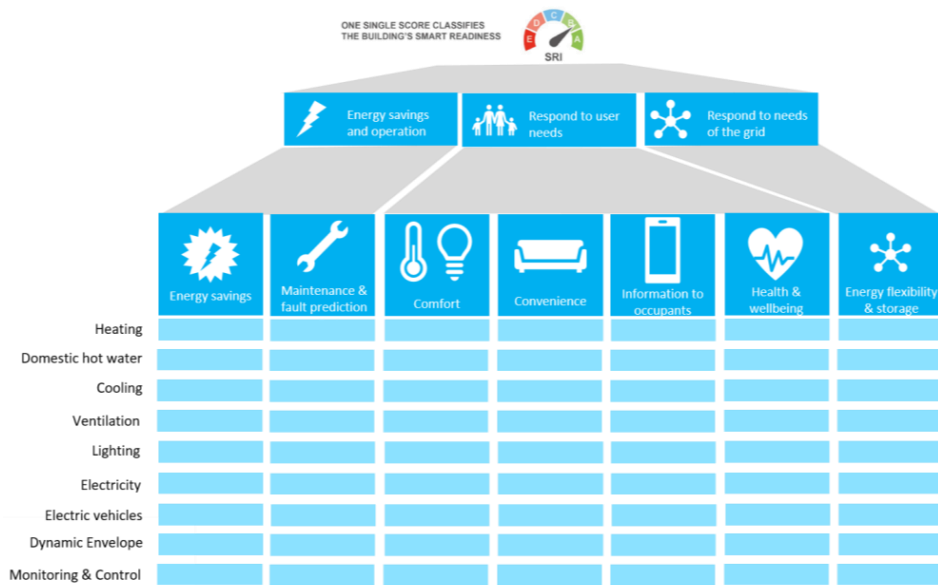 ONE SINGLE SCORE CLASSIFIES
THE BUILDING'S SMART READINESS
E D C B A
SRI
Energy savings
and operation
Respond to user
needs
Respond to needs
of the grid
Energy savings
Maintenance &
fault prediction
Comfort
Convenience
Information to
occupants
Health &
wellbeing
Energy flexibility
& storage
Heating
Domestic hot water
Cooling
Ventilation
Lighting
Electricity
Electric vehicles
Dynamic Envelope
Monitoring & Control